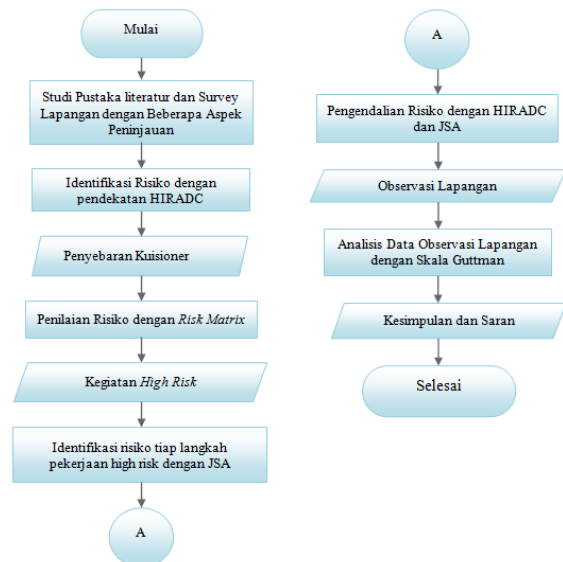 Mulai
Studi Pustaka literatur dan Survey
Lapangan dengan Beberapa Aspek
Peninjauan
Identifikasi Risiko dengan
pendekatan HIRADC
Penyebaran Kuisioner
Penilaian Risiko dengan Risk Matrix
Kegiatan High Risk
Identifikasi risiko tiap langkah
pekerjaan high risk dengan JSA
A
A
Pengendalian Risiko dengan HIRADC
dan JSA
Observasi Lapangan
Analisis Data Observasi Lapangan
dengan Skala Guttman
Kesimpulan dan Saran
Selesai